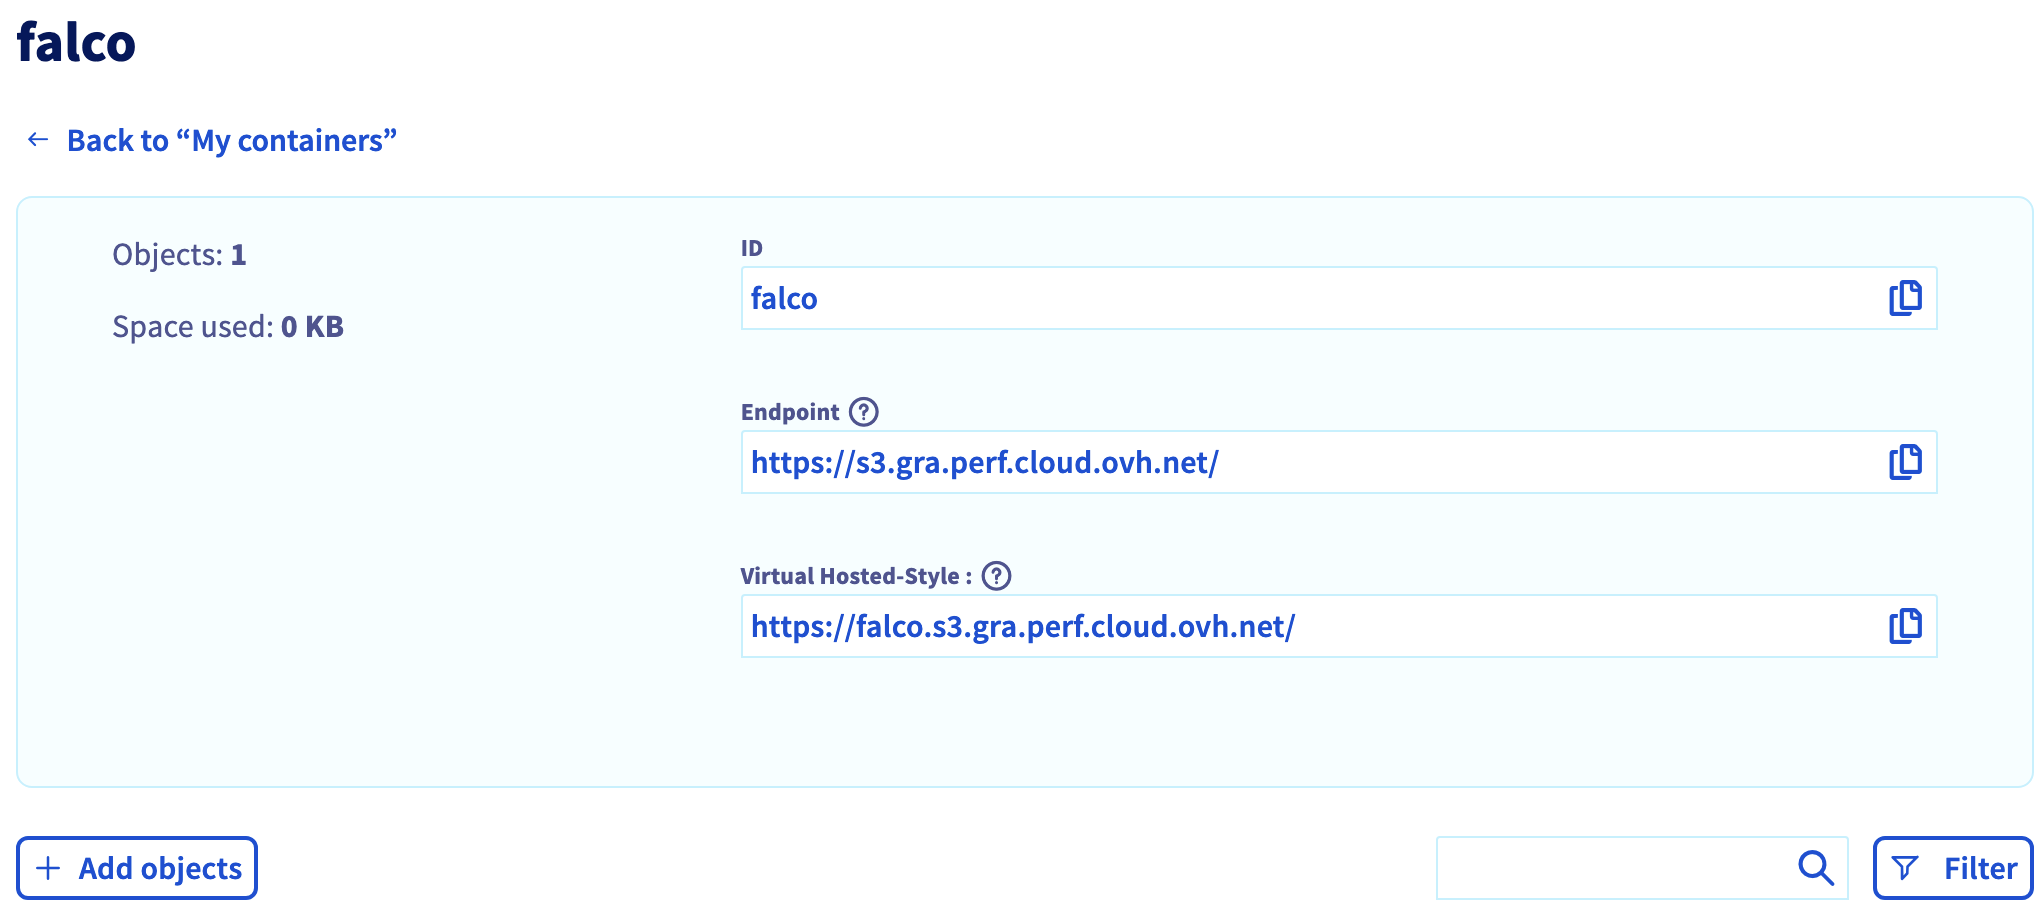 falco
← Back to “My containers”
Objects: 1
Space used: 0 KB
ID
falco
Endpoint ?
https://s3.gra.perf.cloud.ovh.net/
Virtual Hosted-Style : ?
https://falco.s3.gra.perf.cloud.ovh.net/
+ Add objects
Filter